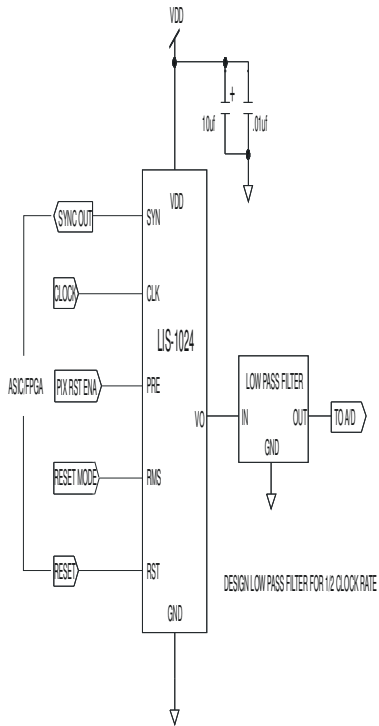 VDD
+
10uf
.01uf
VDD
SYNC OUT
SYN
CLOCK
CLK
LIS-1024
ASIC/FPGA
PIX RST ENA
PRE
LOW PASS FILTER
VO
IN
OUT
TO A/D
GND
RESET MODE
RMS
RESET
RST
DESIGN LOW PASS FILTER FOR 1/2 CLOCK RATE
GND